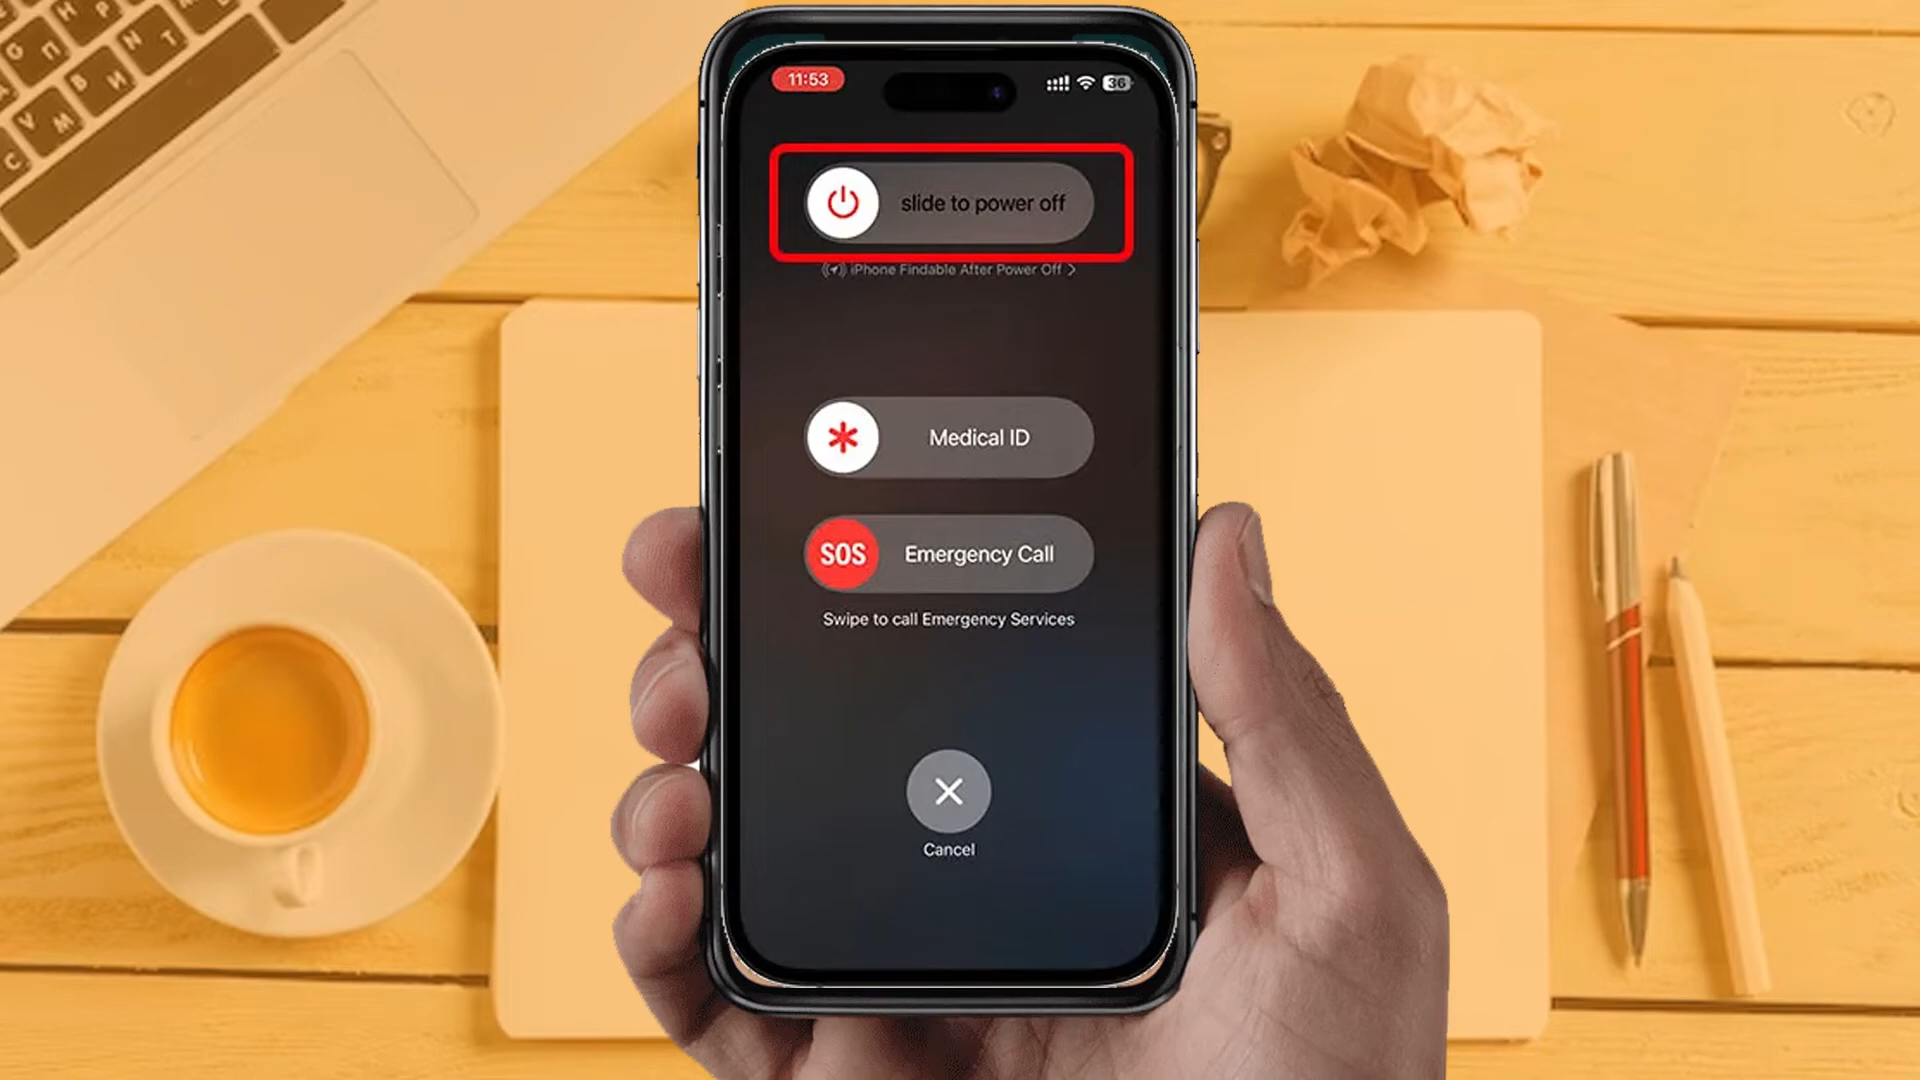 11:53
36
slide to power off
iPhone Findable After Power Off
Medical ID
SOS
Emergency Call
Swipe to call Emergency Services
Cancel